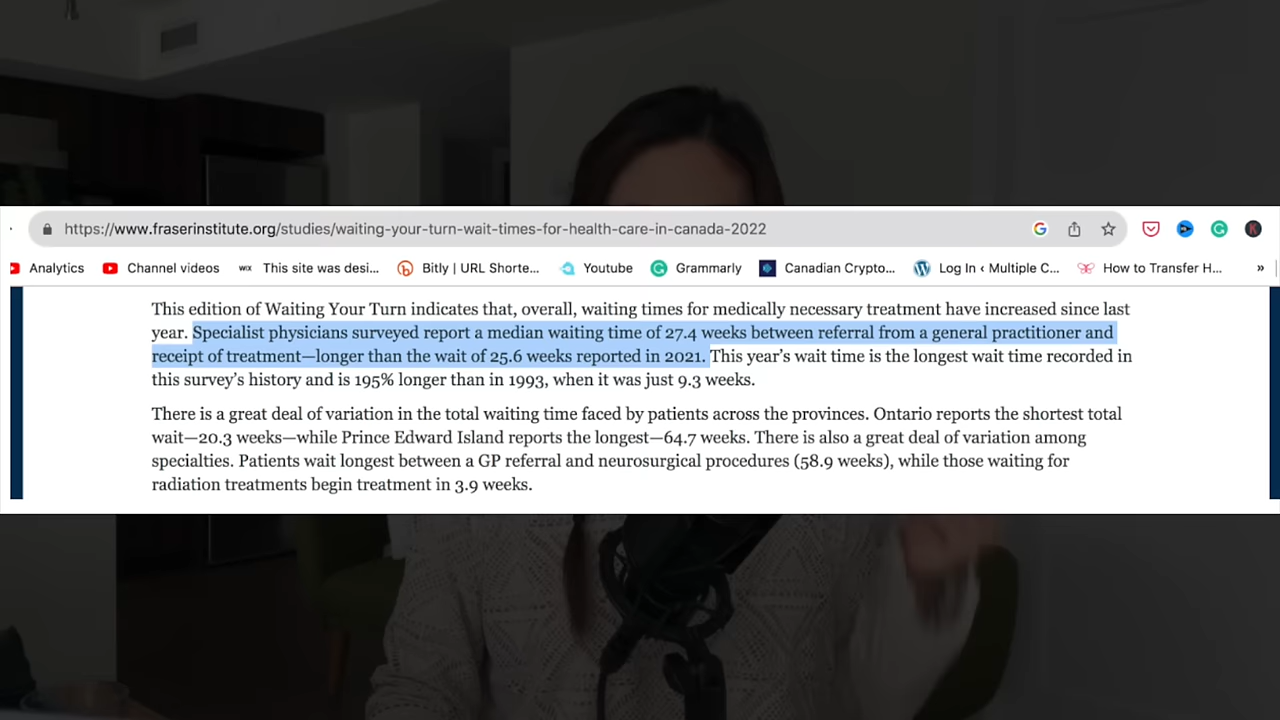 https://www.fraserinstitute.org/studies/waiting-your-turn-wait-times-for-health-care-in-canada-2022
Analytics Channel videos WIX This site was desi... Bitly | URL Shorte... Youtube Grammarly Canadian Crypto... Log In ‹ Multiple C... How to Transfer H... »
This edition of Waiting Your Turn indicates that, overall, waiting times for medically necessary treatment have increased since last
year. Specialist physicians surveyed report a median waiting time of 27.4 weeks between referral from a general practitioner and
receipt of treatment—longer than the wait of 25.6 weeks reported in 2021. This year's wait time is the longest wait time recorded in
this survey's history and is 195% longer than in 1993, when it was just 9.3 weeks.
There is a great deal of variation in the total waiting time faced by patients across the provinces. Ontario reports the shortest total
wait—20.3 weeks—while Prince Edward Island reports the longest—64.7 weeks. There is also a great deal of variation among
specialties. Patients wait longest between a GP referral and neurosurgical procedures (58.9 weeks), while those waiting for
radiation treatments begin treatment in 3.9 weeks.